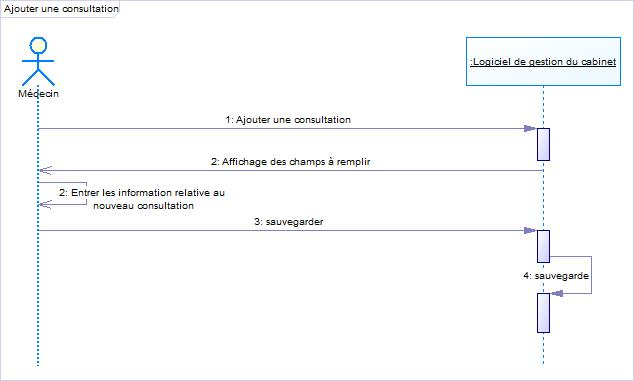 Ajouter une consultation
:Logiciel de gestion du cabinet
Médecin
1: Ajouter une consultation
2: Affichage des champs à remplir
2: Entrer les information relative au
nouveau consultation
3: sauvegarder
4: sauvegarde